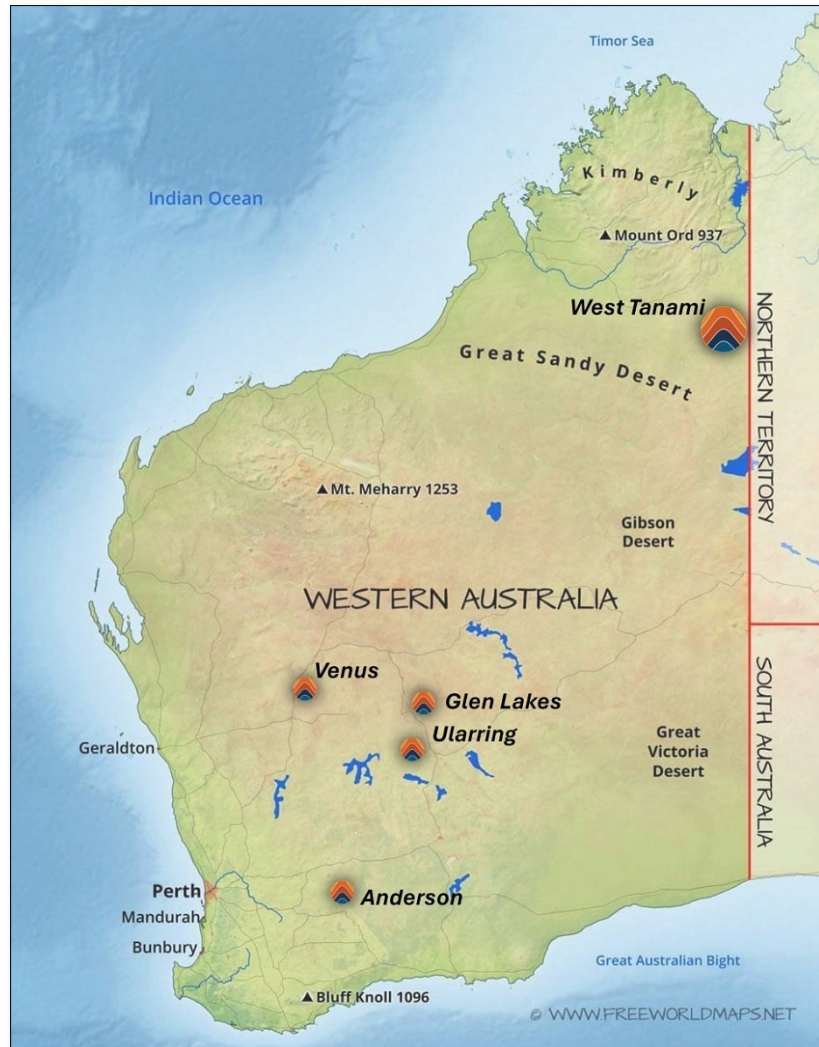 Timor Sea
Kimberly
Indian Ocean
Mount Ord 937
West Tanami
Great Sandy Desert
NORTHERN TERRITORY
Mt. Meharry 1253
Gibson
Desert
WESTERN AUSTRALIA
Venus
Glen Lakes
Ularring
SOUTH AUSTRALIA
Geraldton
Great
Victoria
Desert
Perth
Anderson
Mandurah
Bunbury
Great Australian Bight
Bluff Knoll 1096
© WWW.FREEWORLDMAPS.NET